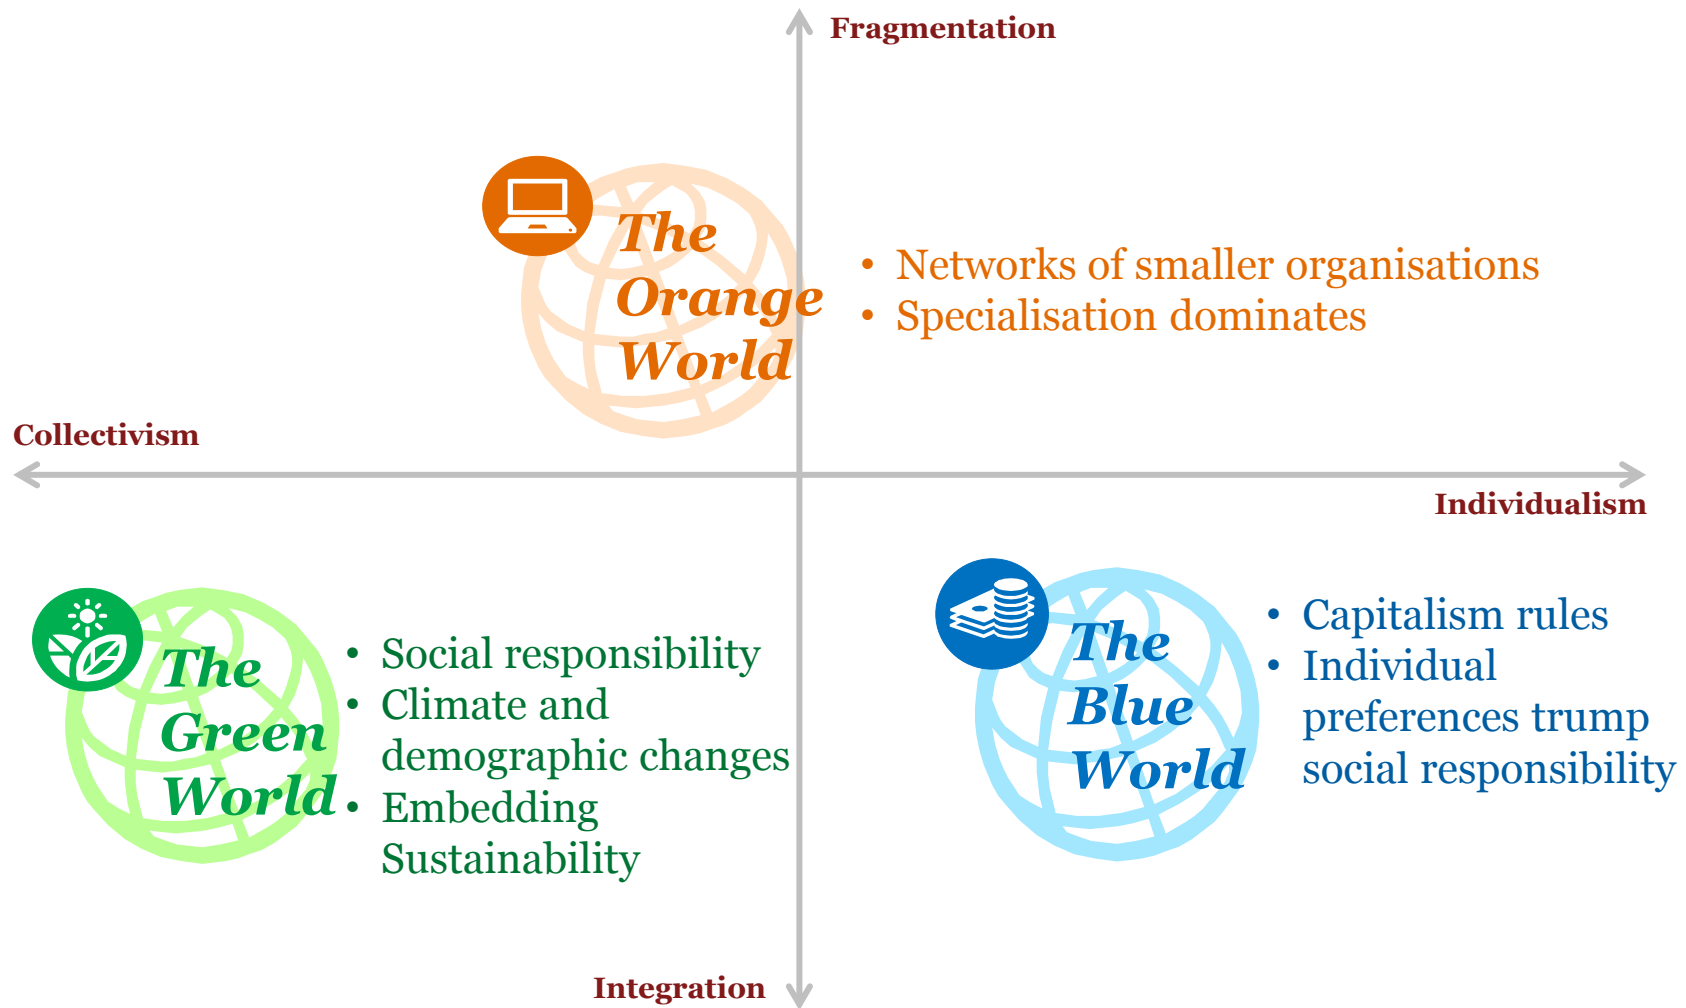 Fragmentation
The
Orange
World
• Networks of smaller organisations
• Specialisation dominates
Collectivism
Individualism
The
Green
World
• Social responsibility
• Climate and
demographic changes
• Embedding
Sustainability
The
Blue
World
• Capitalism rules
• Individual
preferences trump
social responsibility
Integration